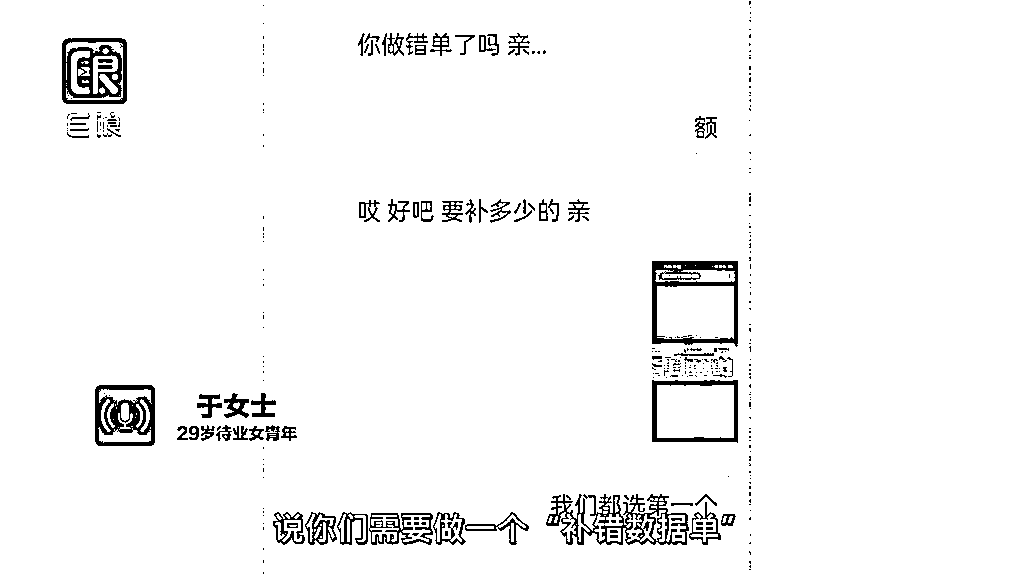 你做错单了吗 亲...
巨浪
额
哎 好吧 要补多少的 亲
于女士
29岁待业女青年
我们都选第一个
说你们需要做一个“补错数据单”